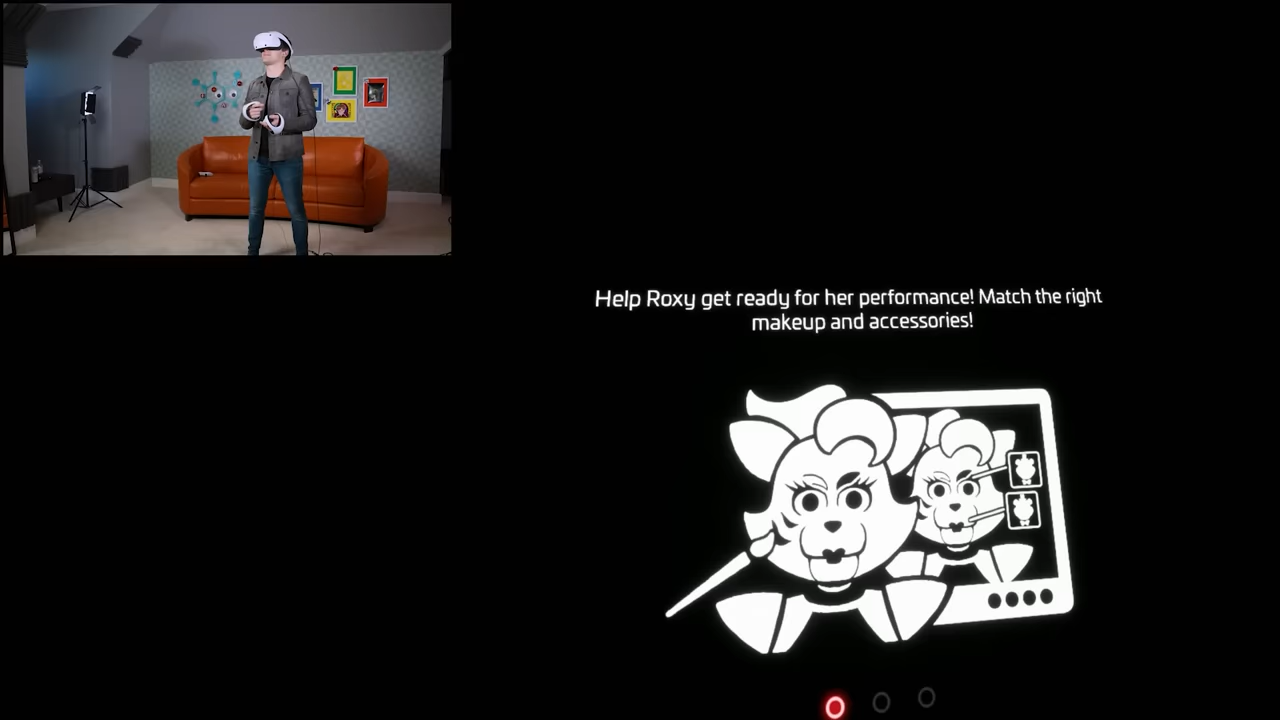 Help Roxy get ready for her performance! Match the right
makeup and accessories!